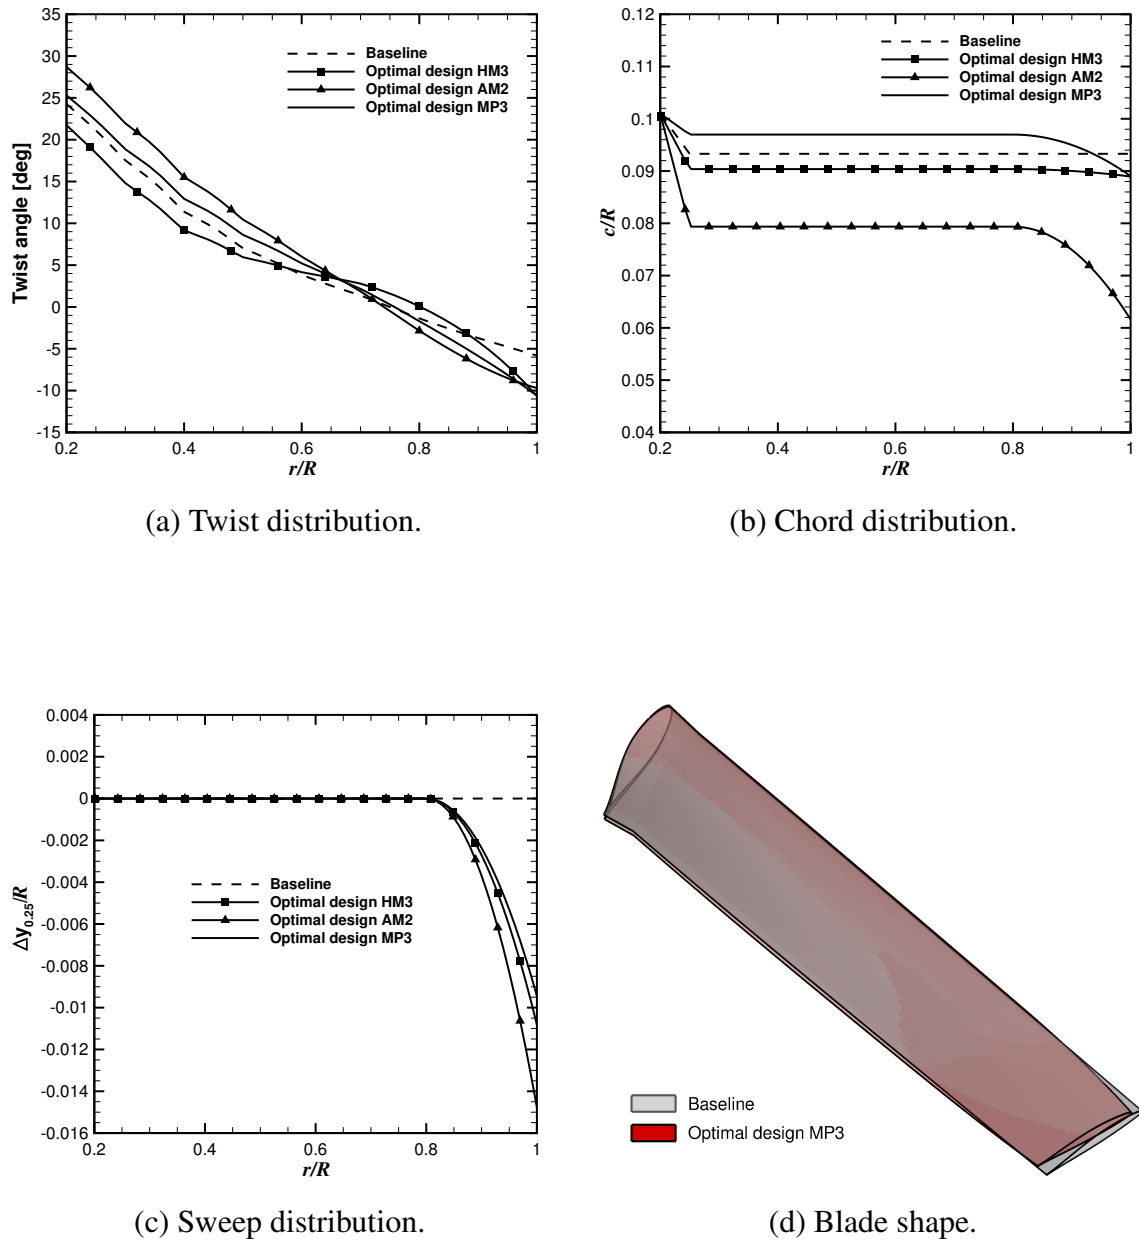 35
30
25
20
15
10
5
0
-5
-10
-15
Twist angle [deg]
0.2 0.4 0.6 0.8 1
r/R
Baseline
Optimal design HM3
Optimal design AM2
Optimal design MP3
(a) Twist distribution.
0.12
0.11
0.1
0.09
0.08
0.07
0.06
0.05
0.04
c/R
0.2 0.4 0.6 0.8 1
r/R
Baseline
Optimal design HM3
Optimal design AM2
Optimal design MP3
(b) Chord distribution.
0.004
0.002
0
-0.002
-0.004
-0.006
-0.008
-0.01
-0.012
-0.014
-0.016
Δy0.25/R
0.2 0.4 0.6 0.8 1
r/R
Baseline
Optimal design HM3
Optimal design AM2
Optimal design MP3
(c) Sweep distribution.
Baseline
Optimal design MP3
(d) Blade shape.